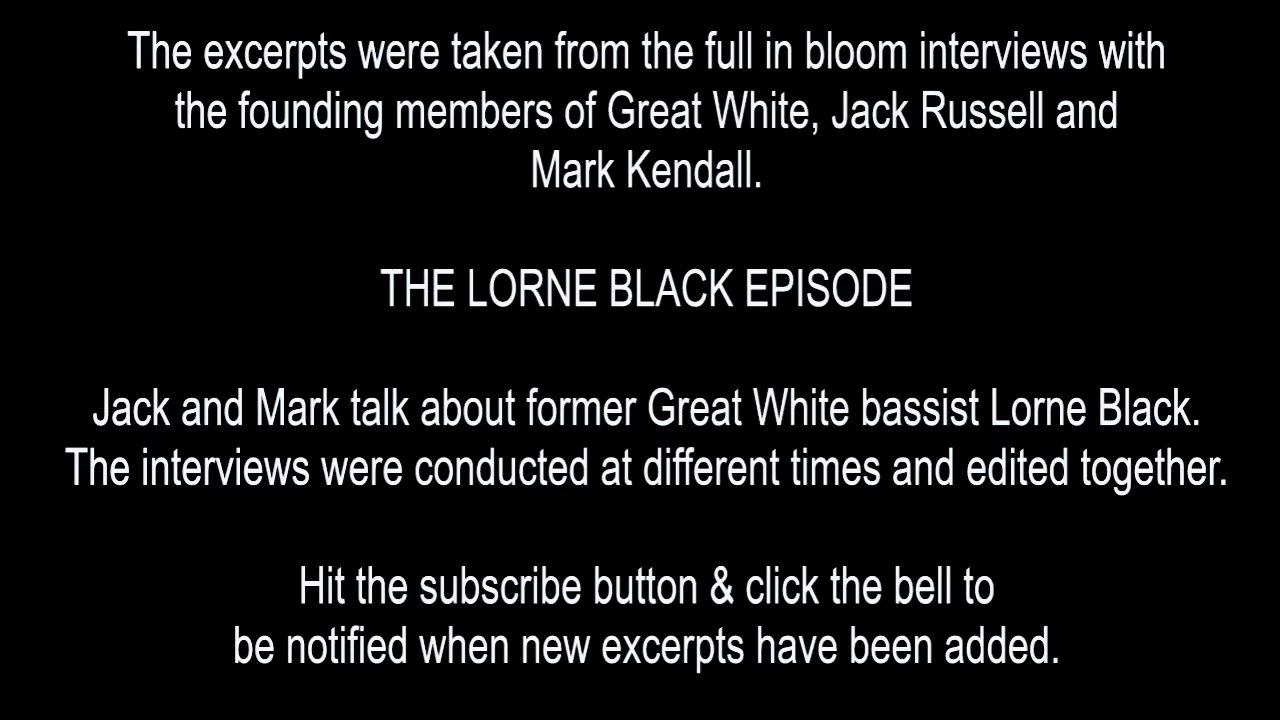 The excerpts were taken from the full in bloom interviews with
the founding members of Great White, Jack Russell and
Mark Kendall.
THE LORNE BLACK EPISODE
Jack and Mark talk about former Great White bassist Lorne Black.
The interviews were conducted at different times and edited together.
Hit the subscribe button & click the bell to
be notified when new excerpts have been added.